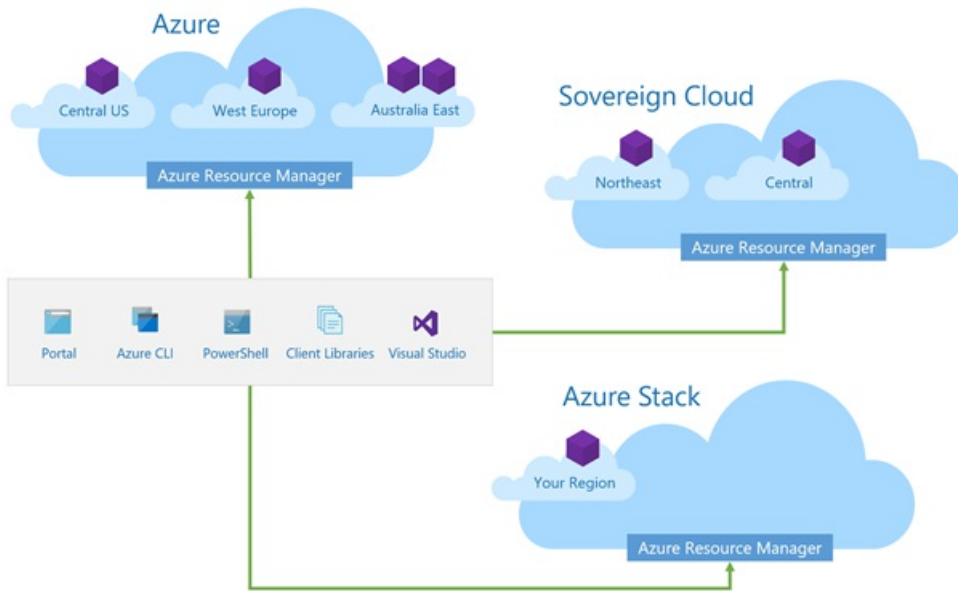 Azure
Central US
West Europe
Australia East
Azure Resource Manager
Sovereign Cloud
Northeast
Central
Azure Resource Manager
Portal
Azure CLI
PowerShell
Client Libraries
Visual Studio
Azure Stack
Your Region
Azure Resource Manager